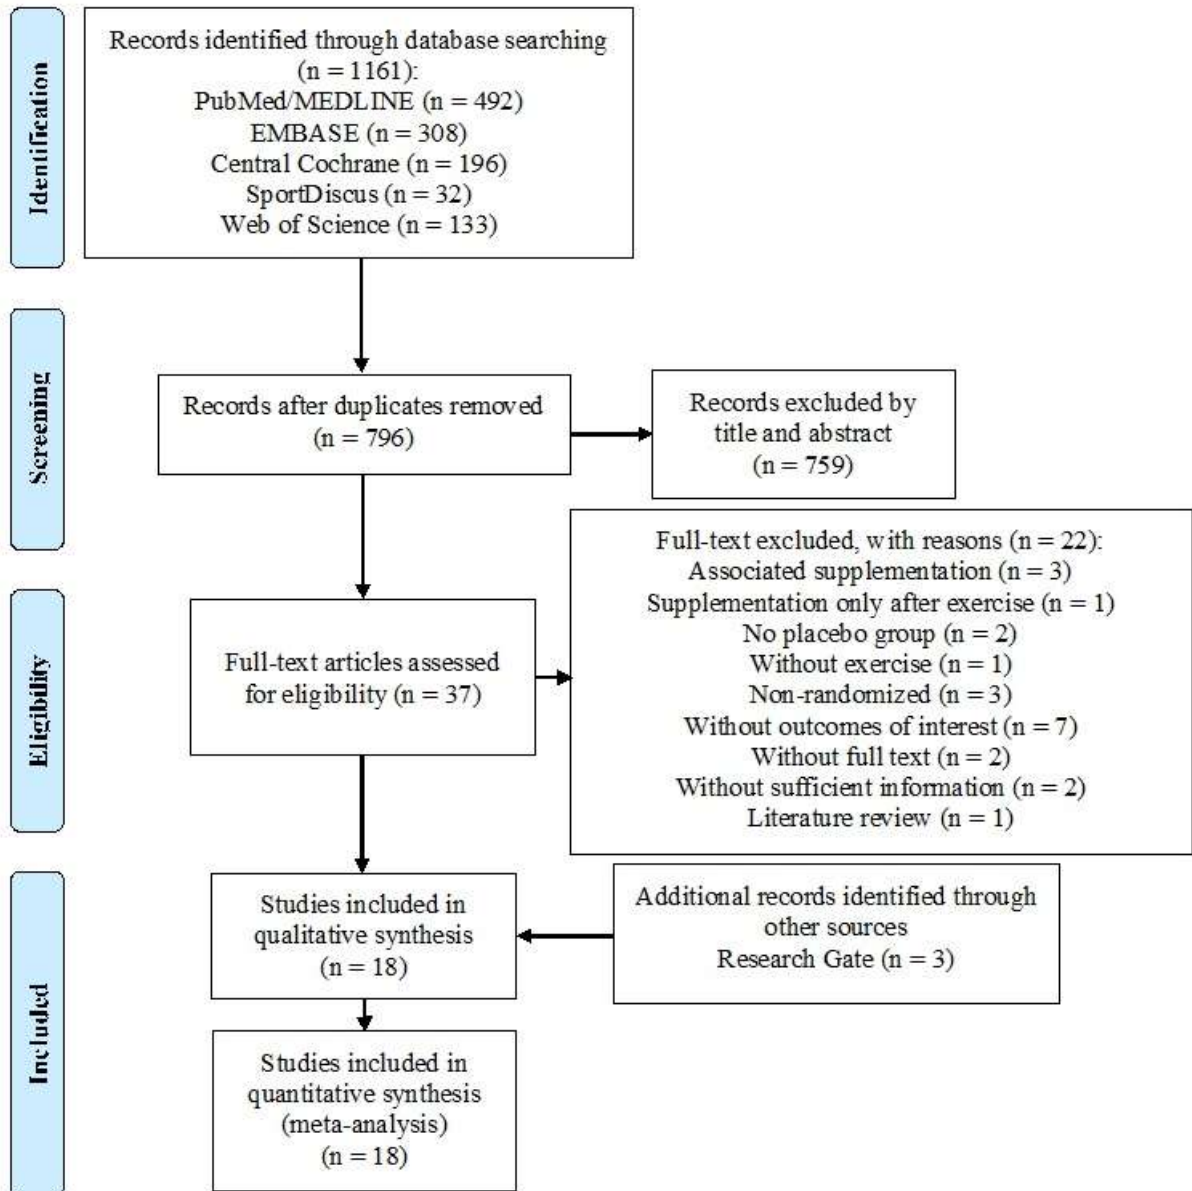 Identification
Records identified through database searching
(n = 1161):
PubMed/MEDLINE (n = 492)
EMBASE (n = 308)
Central Cochrane (n = 196)
SportDiscus (n = 32)
Web of Science (n = 133)
Screening
Records after duplicates removed
(n = 796)
Records excluded by
title and abstract
(n = 759)
Eligibility
Full-text articles assessed
for eligibility (n = 37)
Full-text excluded, with reasons (n = 22):
Associated supplementation (n = 3)
Supplementation only after exercise (n = 1)
No placebo group (n = 2)
Without exercise (n = 1)
Non-randomized (n = 3)
Without outcomes of interest (n = 7)
Without full text (n = 2)
Without sufficient information (n = 2)
Literature review (n = 1)
Included
Studies included in
qualitative synthesis
(n = 18)
Additional records identified through
other sources
Research Gate (n = 3)
Studies included in
quantitative synthesis
(meta-analysis)
(n = 18)